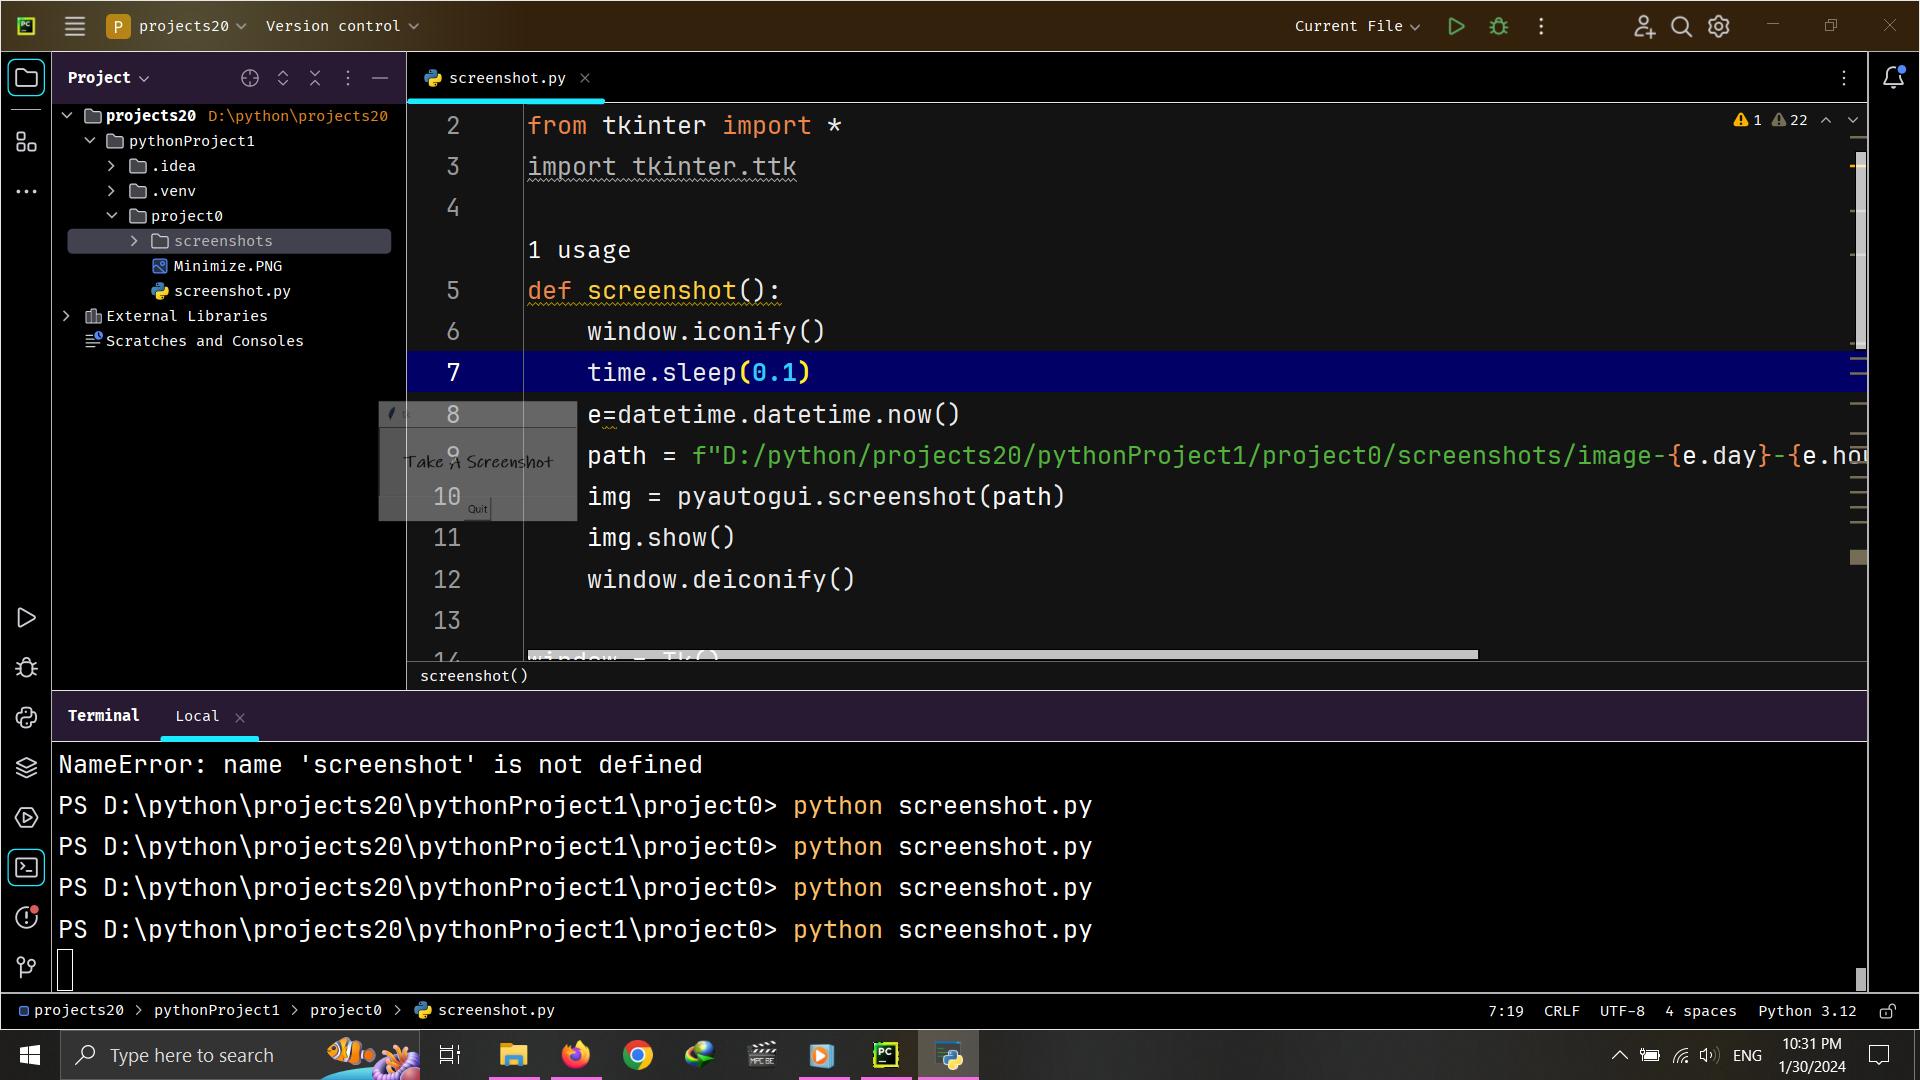 P projects20 Version control Current File
Project
screenshot.py
projects20 D:\python\projects20
pythonProject1
.idea
.venv
project0
screenshots
Minimize.PNG
screenshot.py
External Libraries
Scratches and Consoles
1 22
2 from tkinter import *
3 import tkinter.ttk
4
1 usage
5 def screenshot():
6 window.iconify()
7 time.sleep(0.1)
8 e=datetime.datetime.now()
9 path = f"D:/python/projects20/pythonProject1/project0/screenshots/image-{e.day}-{e.hou
10 img = pyautogui.screenshot(path)
11 img.show()
12 window.deiconify()
13
14 window = Tk()
tk
Take A Screenshot
Quit
screenshot()
Terminal Local
NameError: name 'screenshot' is not defined
PS D:\python\projects20\pythonProject1\project0> python screenshot.py
PS D:\python\projects20\pythonProject1\project0> python screenshot.py
PS D:\python\projects20\pythonProject1\project0> python screenshot.py
PS D:\python\projects20\pythonProject1\project0> python screenshot.py
projects20 > pythonProject1 > project0 > screenshot.py 7:19 CRLF UTF-8 4 spaces Python 3.12
Type here to search
MPC BE
PC
ENG
10:31 PM
1/30/2024